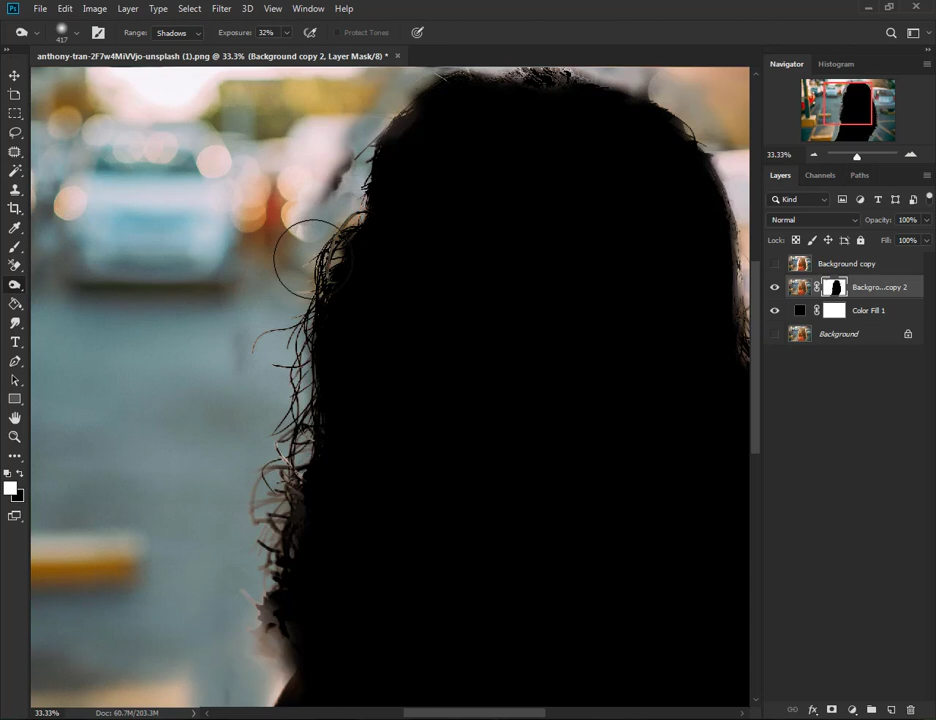 Ps File Edit Image Layer Type Select Filter 3D View Window Help
417 Range: Shadows Exposure: 32% Protect Tones
anthony-tran-2F7w4MiVVjo-unsplash (1).png @ 33.3% (Background copy 2, Layer Mask/8) * ×
Navigator Histogram
33.33%
Layers Channels Paths
Kind
Normal Opacity: 100%
Lock: Fill: 100%
Background copy
Backgro...copy 2
Color Fill 1
Background
33.33% Doc: 60.7M/203.3M
fx